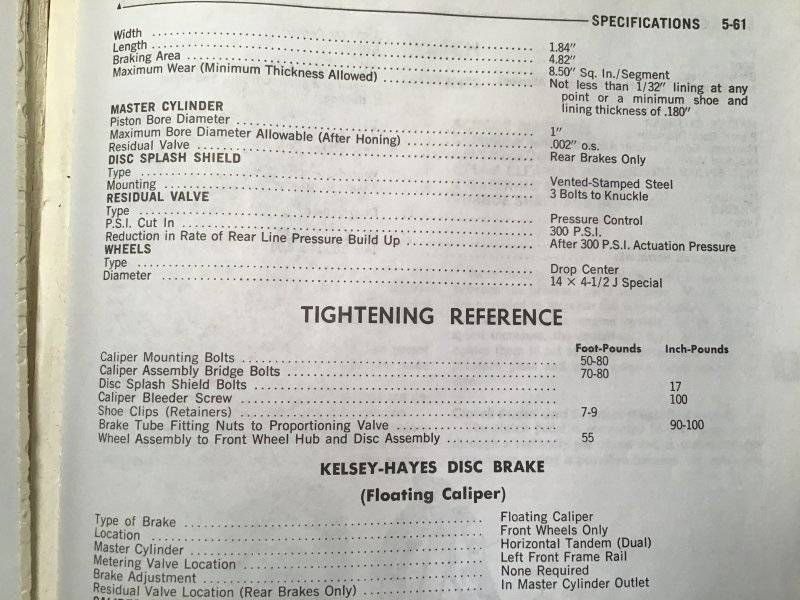 SPECIFICATIONS 5-61
Width ........ 1.84"
Length ........ 4.82"
Braking Area ........ 8.50" Sq. In./Segment
Maximum Wear (Minimum Thickness Allowed) ........ Not less than 1/32" lining at any
point or a minimum shoe and
lining thickness of .180"
MASTER CYLINDER
Piston Bore Diameter ........ 1"
Maximum Bore Diameter Allowable (After Honing) ........ .002" o.s.
Residual Valve ........ Rear Brakes Only
DISC SPLASH SHIELD
Type ........ Vented-Stamped Steel
Mounting ........ 3 Bolts to Knuckle
RESIDUAL VALVE
Type ........ Pressure Control
P.S.I. Cut In ........ 300 P.S.I.
Reduction in Rate of Rear Line Pressure Build Up ........ After 300 P.S.I. Actuation Pressure
WHEELS
Type ........ Drop Center
Diameter ........ 14 × 4-1/2 J Special
TIGHTENING REFERENCE
Foot-Pounds Inch-Pounds
Caliper Mounting Bolts ........ 50-80
Caliper Assembly Bridge Bolts ........ 70-80
Disc Splash Shield Bolts ........ 17
Caliper Bleeder Screw ........ 100
Shoe Clips (Retainers) ........ 7-9
Brake Tube Fitting Nuts to Proportioning Valve ........ 90-100
Wheel Assembly to Front Wheel Hub and Disc Assembly ........ 55
KELSEY-HAYES DISC BRAKE
(Floating Caliper)
Type of Brake ........ Floating Caliper
Location ........ Front Wheels Only
Master Cylinder ........ Horizontal Tandem (Dual)
Metering Valve Location ........ Left Front Frame Rail
Brake Adjustment ........ None Required
Residual Valve Location (Rear Brakes Only) ........ In Master Cylinder Outlet